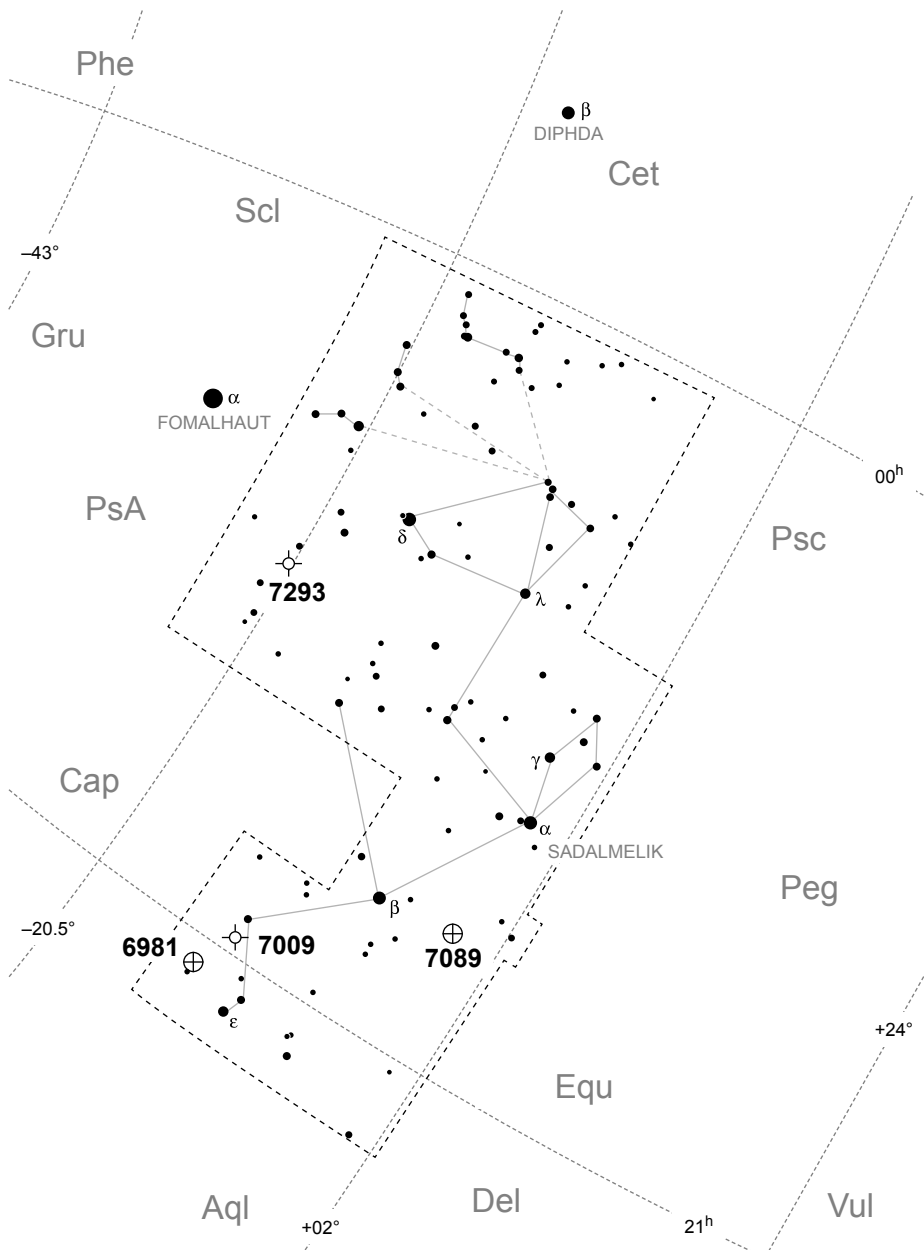 Phe
β
DIPHDA
Cet
Scl
–43°
Gru
α
FOMALHAUT
00h
PsA
Psc
δ
7293
λ
Cap
γ
α
SADALMELIK
Peg
β
–20.5°
6981
7009
7089
ε
+24°
Equ
Aql
Del
Vul
+02°
21h